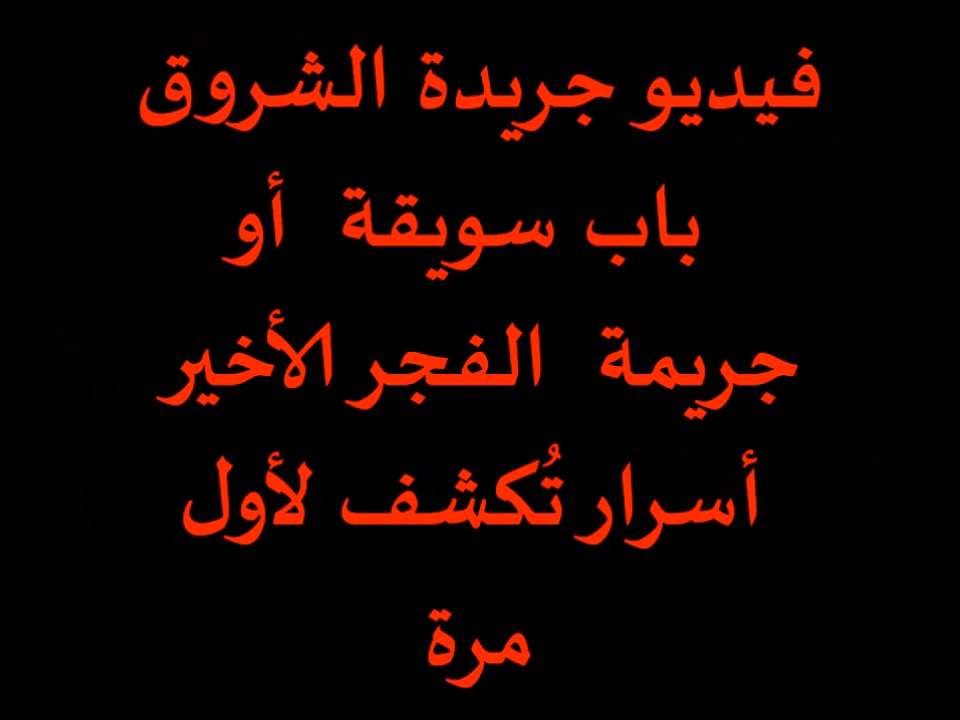 فيديو جريدة الشروق
باب سويقة أو
جريمة الفجر الأخير
أسرار تُكشف لأول
مرة